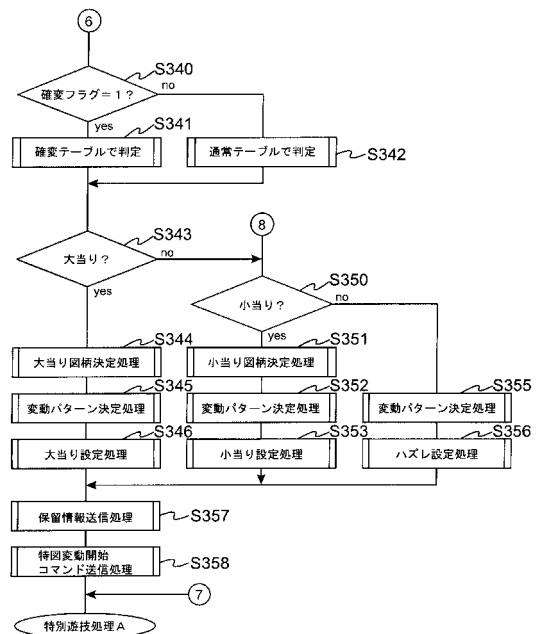 6
S340
確変フラグ＝１？
no
yes
S341
確変テーブルで判定
通常テーブルで判定
S342
8
S343
大当り？
no
yes
S350
小当り？
no
yes
S344
大当り図柄決定処理
S351
小当り図柄決定処理
S345
変動パターン決定処理
S352
変動パターン決定処理
S355
変動パターン決定処理
S346
大当り設定処理
S353
小当り設定処理
S356
ハズレ設定処理
保留情報送信処理
S357
特図変動開始
コマンド送信処理
S358
7
特別遊技処理Ａ